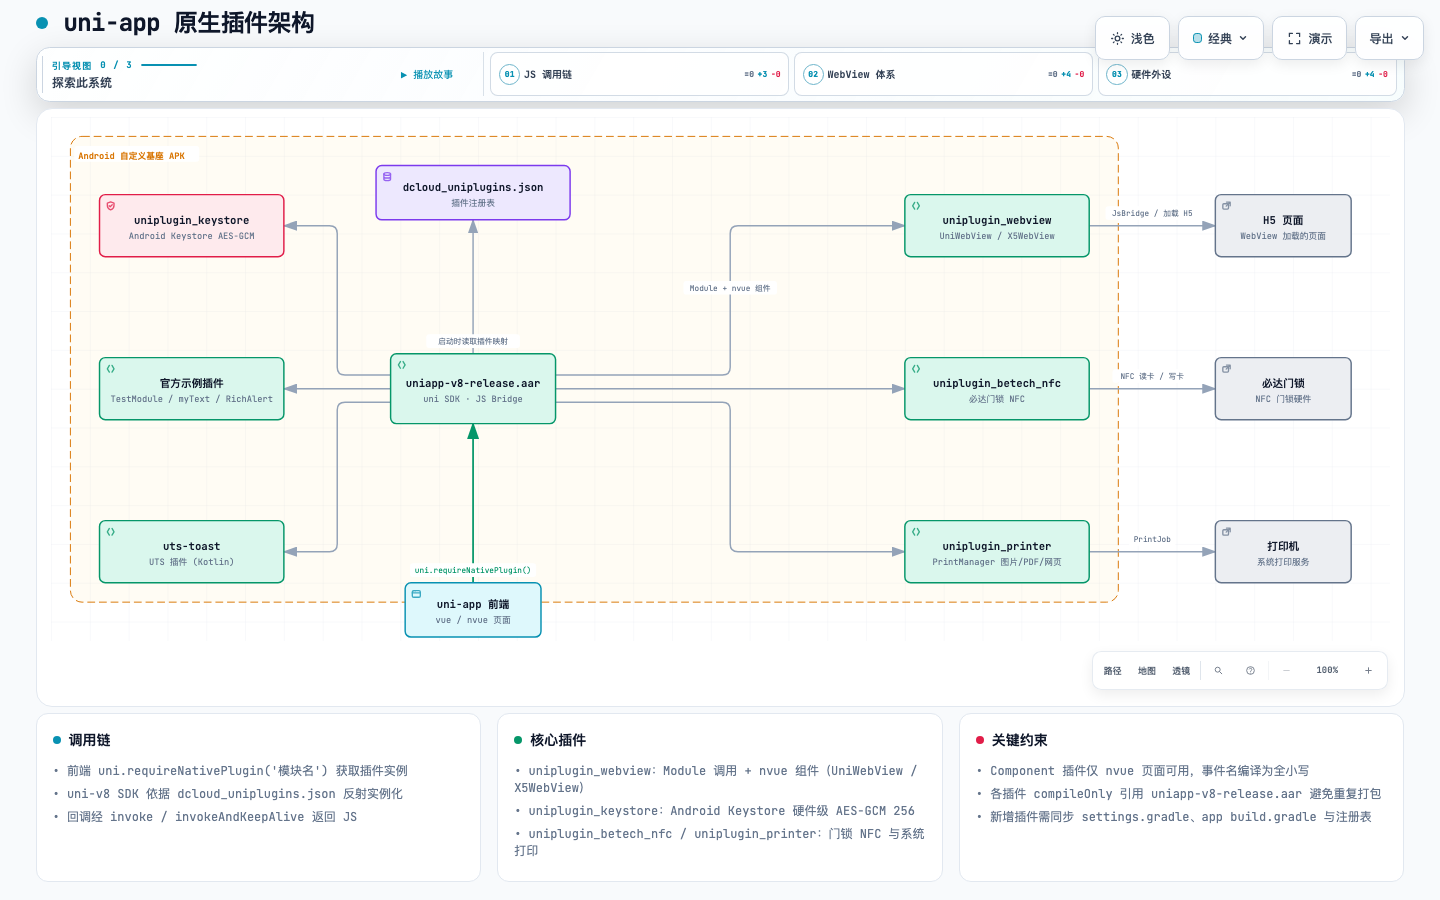 uni-app 原生插件架构
浅色
经典
演示
导出
引导视图 0 / 3
探索此系统
播放故事
01 JS 调用链 ≡0 +3 -0
02 WebView 体系 ≡0 +4 -0
03 硬件外设 ≡0 +4 -0
Android 自定义基座 APK
dcloud_uniplugins.json
插件注册表
uniplugin_keystore
Android Keystore AES-GCM
uniplugin_webview
UniWebView / X5WebView
JsBridge / 加载 H5
H5 页面
WebView 加载的页面
Module + nvue 组件
启动时读取插件映射
官方示例插件
TestModule / myText / RichAlert
uniapp-v8-release.aar
uni SDK · JS Bridge
uniplugin_betech_nfc
必达门锁 NFC
NFC 读卡 / 写卡
必达门锁
NFC 门锁硬件
uts-toast
UTS 插件 (Kotlin)
uniplugin_printer
PrintManager 图片/PDF/网页
PrintJob
打印机
系统打印服务
uni.requireNativePlugin()
uni-app 前端
vue / nvue 页面
路径 地图 透镜 − 100% +
调用链
• 前端 uni.requireNativePlugin('模块名') 获取插件实例
• uni-v8 SDK 依据 dcloud_uniplugins.json 反射实例化
• 回调经 invoke / invokeAndKeepAlive 返回 JS
核心插件
• uniplugin_webview：Module 调用 + nvue 组件（UniWebView /
X5WebView）
• uniplugin_keystore：Android Keystore 硬件级 AES-GCM 256
• uniplugin_betech_nfc / uniplugin_printer：门锁 NFC 与系统
打印
关键约束
• Component 插件仅 nvue 页面可用，事件名编译为全小写
• 各插件 compileOnly 引用 uniapp-v8-release.aar 避免重复打包
• 新增插件需同步 settings.gradle、app build.gradle 与注册表